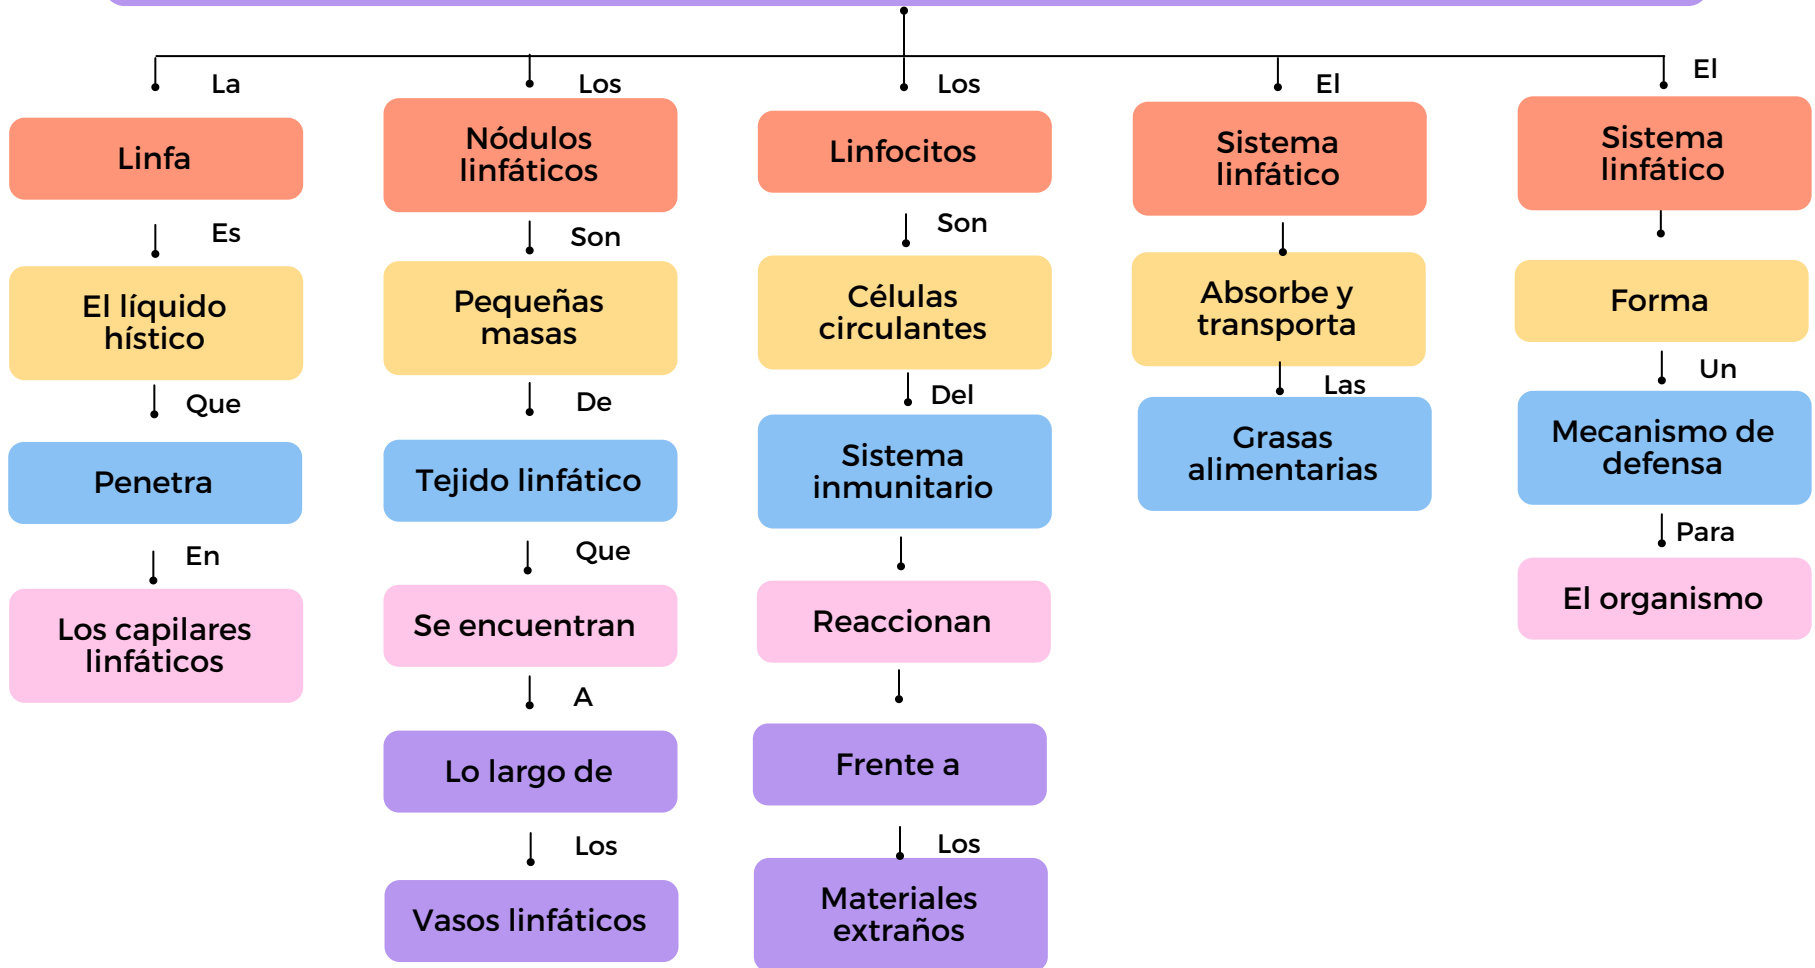 La
Linfa
Es
El líquido
hístico
Que
Penetra
En
Los capilares
linfáticos
Los
Nódulos
linfáticos
Son
Pequeñas
masas
De
Tejido linfático
Que
Se encuentran
A
Lo largo de
Los
Vasos linfáticos
Los
Linfocitos
Son
Células
circulantes
Del
Sistema
inmunitario
Reaccionan
Frente a
Los
Materiales
extraños
El
Sistema
linfático
Absorbe y
transporta
Las
Grasas
alimentarias
El
Sistema
linfático
Forma
Un
Mecanismo de
defensa
Para
El organismo